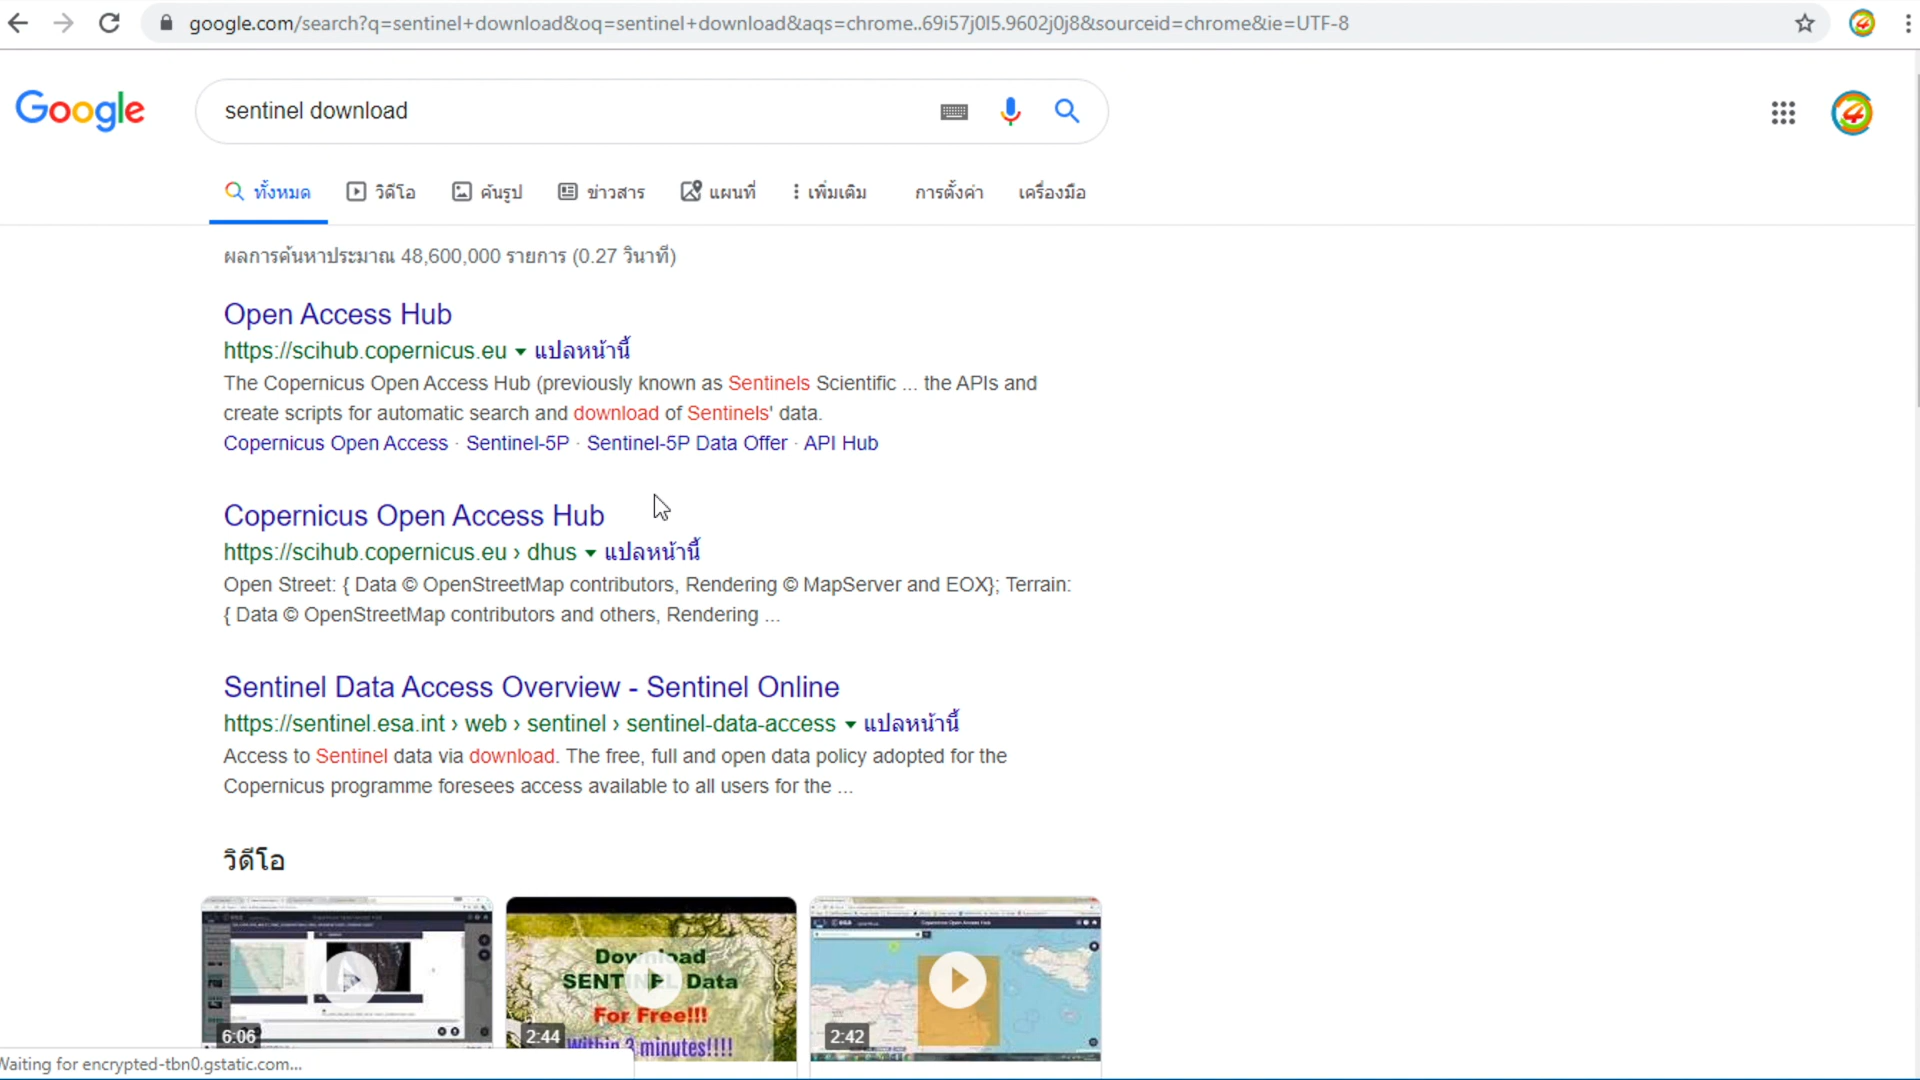 google.com/search?q=sentinel+download&oq=sentinel+download&aqs=chrome..69i57j0l5.9602j0j8&sourceid=chrome&ie=UTF-8
Google
sentinel download
ทั้งหมด วิดีโอ ค้นรูป ข่าวสาร แผนที่ เพิ่มเติม การตั้งค่า เครื่องมือ
ผลการค้นหาประมาณ 48,600,000 รายการ (0.27 วินาที)
Open Access Hub
https://scihub.copernicus.eu แปลหน้านี้
The Copernicus Open Access Hub (previously known as Sentinels Scientific ... the APIs and
create scripts for automatic search and download of Sentinels' data.
Copernicus Open Access · Sentinel-5P · Sentinel-5P Data Offer · API Hub
Copernicus Open Access Hub
https://scihub.copernicus.eu › dhus แปลหน้านี้
Open Street: { Data © OpenStreetMap contributors, Rendering © MapServer and EOX}; Terrain:
{ Data © OpenStreetMap contributors and others, Rendering ...
Sentinel Data Access Overview - Sentinel Online
https://sentinel.esa.int › web › sentinel › sentinel-data-access แปลหน้านี้
Access to Sentinel data via download. The free, full and open data policy adopted for the
Copernicus programme foresees access available to all users for the ...
วิดีโอ
Download
SENTINEL Data
For Free!!!
Within 3 minutes!!!!
6:06
2:44
2:42
Waiting for encrypted-tbn0.gstatic.com...